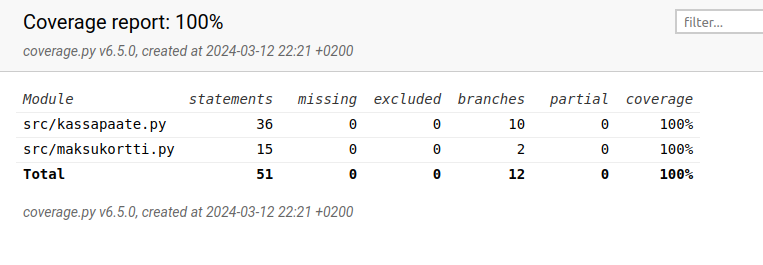 Coverage report: 100%
filter...
coverage.py v6.5.0, created at 2024-03-12 22:21 +0200
Module statements missing excluded branches partial coverage
src/kassapaate.py 36 0 0 10 0 100%
src/maksukortti.py 15 0 0 2 0 100%
Total 51 0 0 12 0 100%
coverage.py v6.5.0, created at 2024-03-12 22:21 +0200